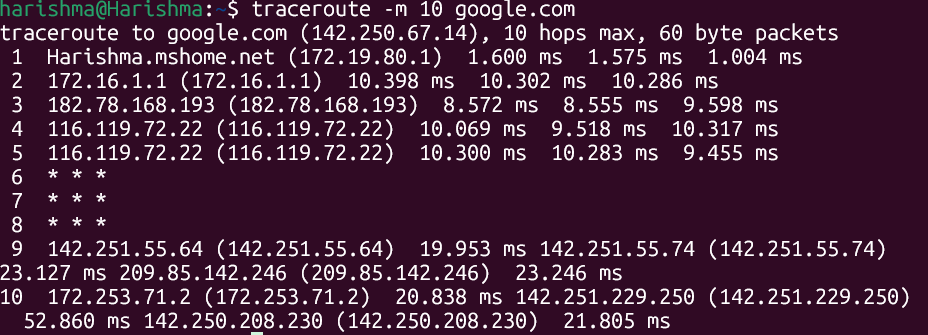 harishma@Harishma:~$ traceroute -m 10 google.com
traceroute to google.com (142.250.67.14), 10 hops max, 60 byte packets
 1  Harishma.mshome.net (172.19.80.1)  1.600 ms  1.575 ms  1.004 ms
 2  172.16.1.1 (172.16.1.1)  10.398 ms  10.302 ms  10.286 ms
 3  182.78.168.193 (182.78.168.193)  8.572 ms  8.555 ms  9.598 ms
 4  116.119.72.22 (116.119.72.22)  10.069 ms  9.518 ms  10.317 ms
 5  116.119.72.22 (116.119.72.22)  10.300 ms  10.283 ms  9.455 ms
 6  * * *
 7  * * *
 8  * * *
 9  142.251.55.64 (142.251.55.64)  19.953 ms 142.251.55.74 (142.251.55.74)
23.127 ms 209.85.142.246 (209.85.142.246)  23.246 ms
10  172.253.71.2 (172.253.71.2)  20.838 ms 142.251.229.250 (142.251.229.250)
  52.860 ms 142.250.208.230 (142.250.208.230)  21.805 ms